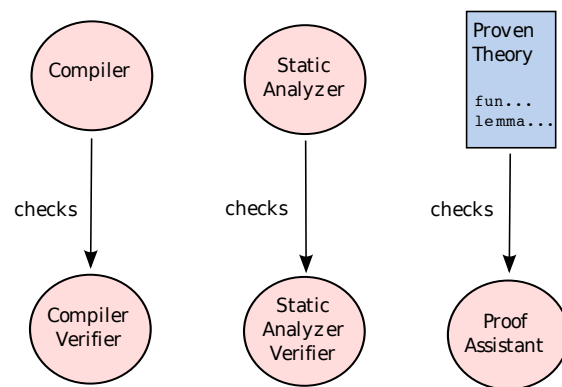 Compiler
Static
Analyzer
Proven
Theory
fun...
lemma...
checks
checks
checks
Compiler
Verifier
Static
Analyzer
Verifier
Proof
Assistant